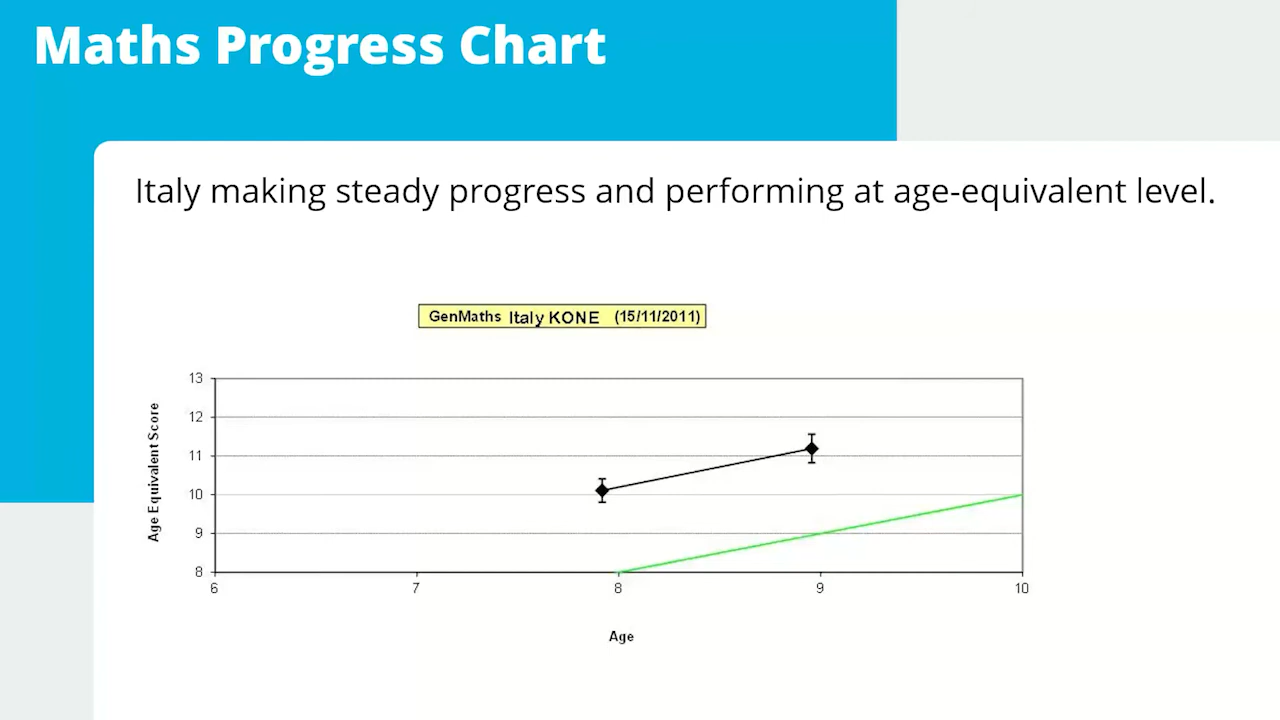 Maths Progress Chart
Italy making steady progress and performing at age-equivalent level.
GenMaths Italy KONE (15/11/2011)
13
12
11
10
9
8
Age Equivalent Score
6 7 8 9 10
Age